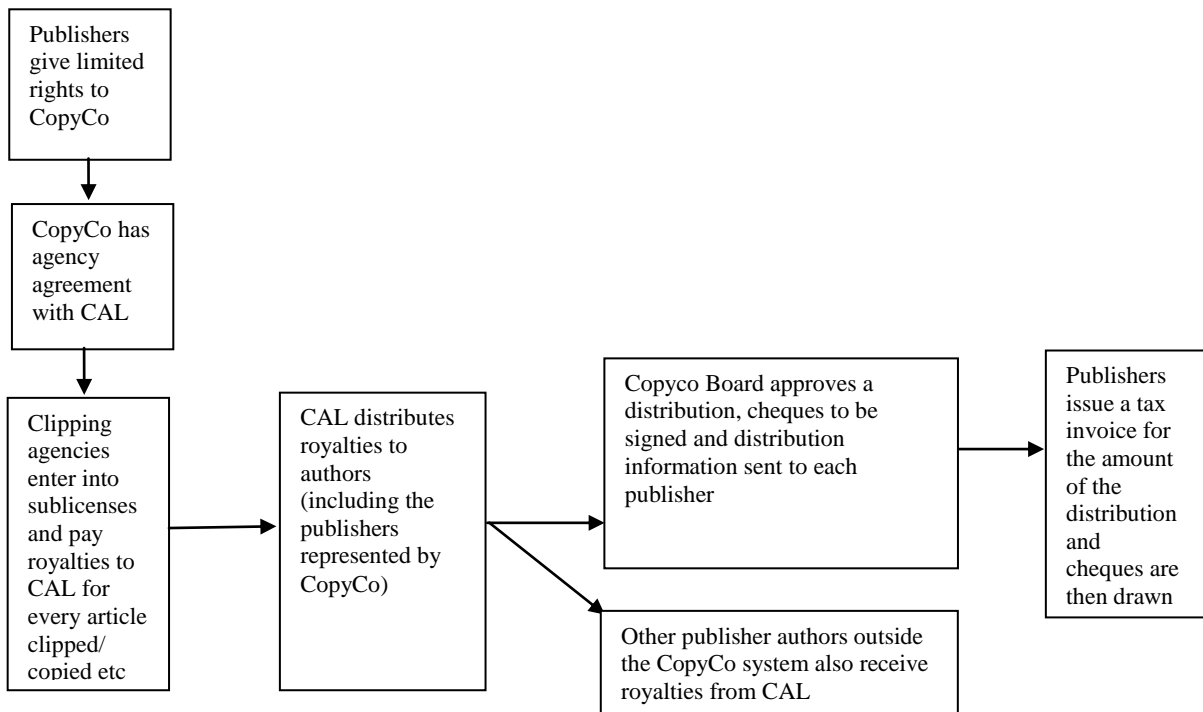 Publishers
give limited
rights to
CopyCo
CopyCo has
agency
agreement
with CAL
Clipping
agencies
enter into
sublicenses
and pay
royalties to
CAL for
every article
clipped/
copied etc
CAL distributes
royalties to
authors
(including the
publishers
represented by
CopyCo)
Copyco Board approves a
distribution, cheques to be
signed and distribution
information sent to each
publisher
Other publisher authors outside
the CopyCo system also receive
royalties from CAL
Publishers
issue a tax
invoice for
the amount
of the
distribution
and
cheques are
then drawn